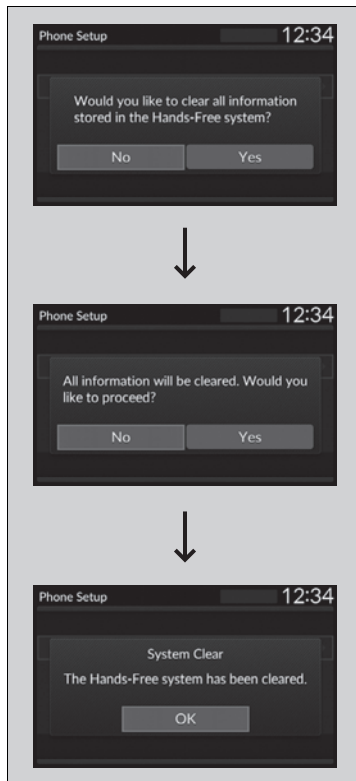 Phone Setup 12:34
Would you like to clear all information
stored in the Hands-Free system?
No Yes
Phone Setup 12:34
All information will be cleared. Would you
like to proceed?
No Yes
Phone Setup 12:34
System Clear
The Hands-Free system has been cleared.
OK